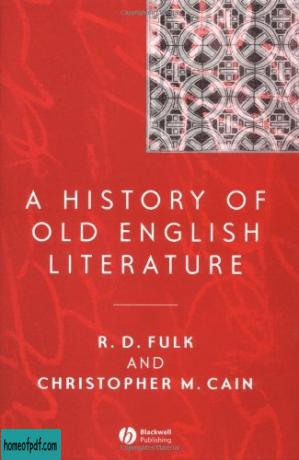 A HISTORY OF
OLD ENGLISH
LITERATURE
R. D. FULK
AND
CHRISTOPHER M. CAIN
Blackwell
Publishing
homeofpdf.com